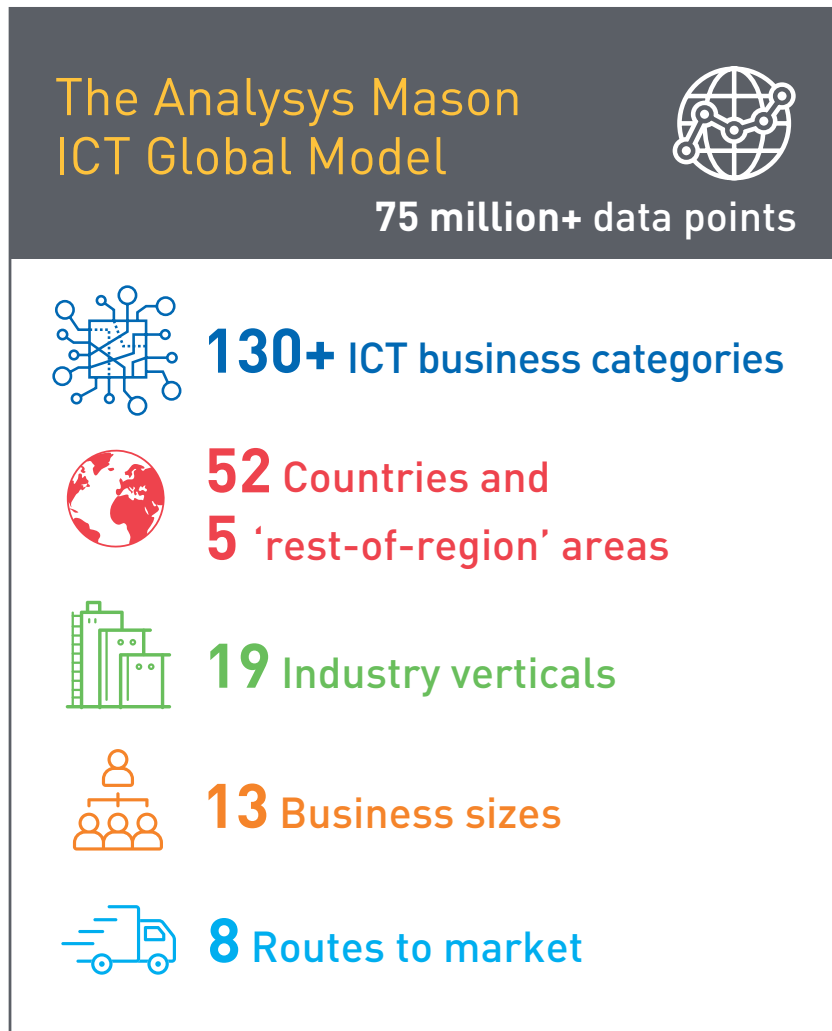 The Analysys Mason
ICT Global Model
75 million+ data points
130+ ICT business categories
52 Countries and
5 ‘rest-of-region’ areas
19 Industry verticals
13 Business sizes
8 Routes to market